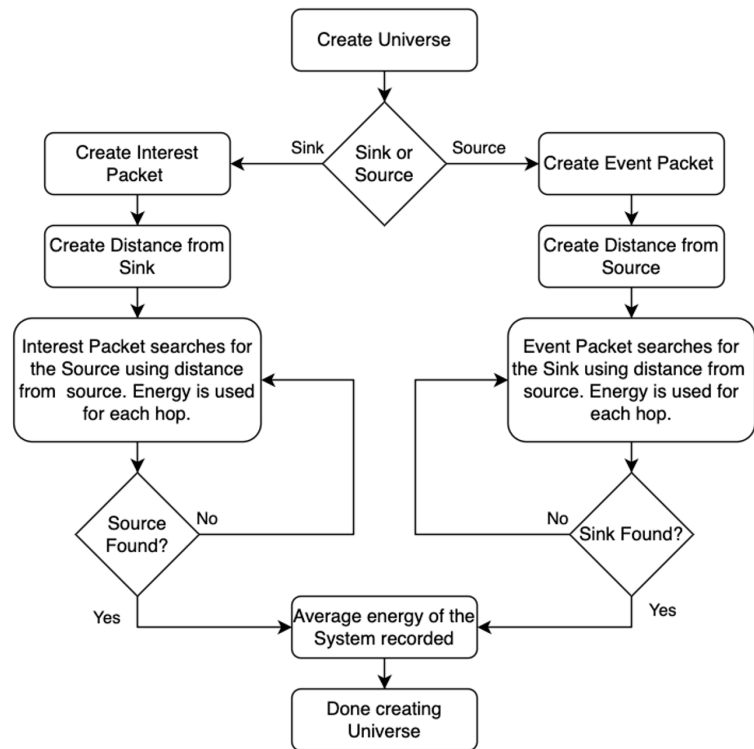 Create Universe
Sink
Sink or
Source
Source
Create Interest
Packet
Create Event Packet
Create Distance from
Sink
Create Distance from
Source
Interest Packet searches for
the Source using distance
from source. Energy is used
for each hop.
Event Packet searches for
the Sink using distance from
source. Energy is used for
each hop.
Source
Found?
No
No
Sink Found?
Yes
Yes
Average energy of the
System recorded
Done creating
Universe